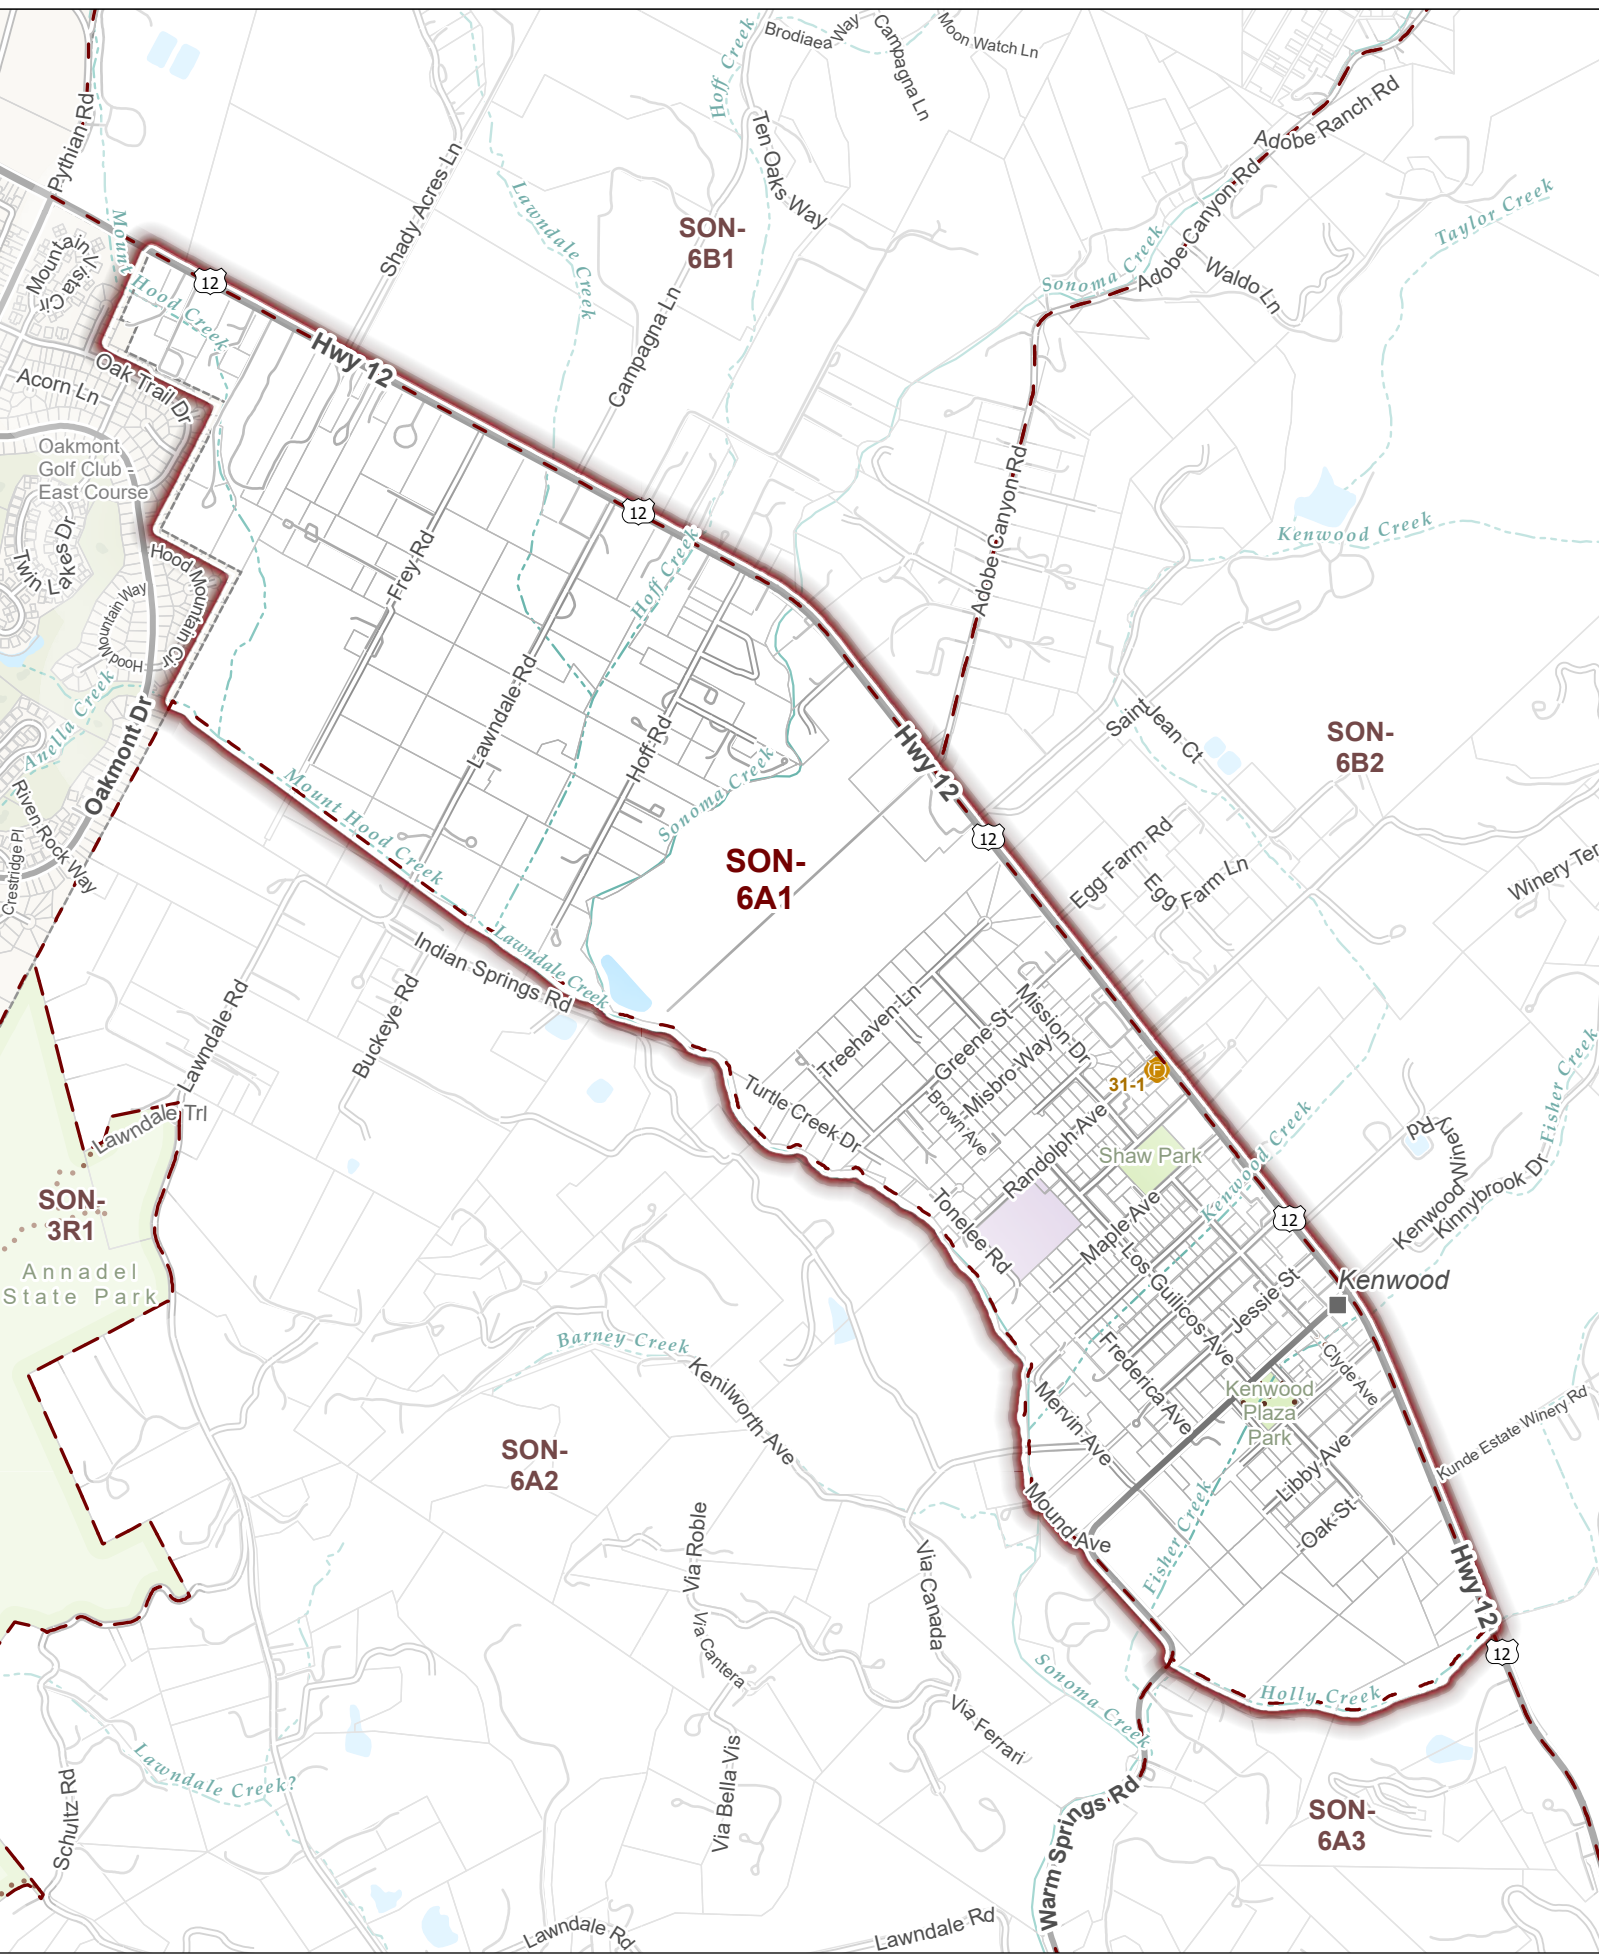 Brodiaea Way
Campagna Ln
Moon Watch Ln
Hoff Creek
Pythian Rd
Adobe Ranch Rd
Ten Oaks Way
Shady Acres Ln
Lawndale Creek
Adobe Canyon Rd
Taylor Creek
SON-
6B1
Mount Hood Creek
Mountain Vista Cir
Sonoma Creek
Waldo Ln
12
Hwy 12
Campagna Ln
Oak Trail Dr
Acorn Ln
Oakmont
Golf Club -
East Course
Adobe Canyon Rd
12
Kenwood Creek
Twin Lakes Dr
Hood Mountain Cir
Frey Rd
Hoff Creek
Hood Mountain Way
Anella Creek
Oakmont Dr
Lawndale Rd
Hoff Rd
Saint Jean Ct
SON-
6B2
Hwy 12
Sonoma Creek
Mount Hood Creek
River Rock Way
Crestridge Pl
12
Egg Farm Rd
Egg Farm Ln
Winery Ter
SON-
6A1
Lawndale Creek
Indian Springs Rd
Buckeye Rd
Lawndale Rd
Treehaven Ln
Greene St
Mission Dr
Misbro Way
Brown Ave
31-1
F
Turtle Creek Dr
Randolph Ave
Shaw Park
Kenwood Creek
Fisher Creek
Kenwood Winery Rd
Kinnybrook Dr
Lawndale Trl
SON-
3R1
Annadel
State Park
Tonelee Rd
Maple Ave
Los Guilicos Ave
12
Kenwood
Jessie St
Clyde Ave
Frederica Ave
Barney Creek
Kenilworth Ave
Mervin Ave
Kenwood
Plaza
Park
Libby Ave
Oak St
Kunde Estate Winery Rd
SON-
6A2
Mound Ave
Fisher Creek
Hwy 12
12
Via Roble
Via Cantera
Via Canada
Via Ferrari
Via Bella Vis
Sonoma Creek
Holly Creek
Lawndale Creek?
Schultz Rd
Warm Springs Rd
SON-
6A3
Lawndale Rd
Lawndale Rd